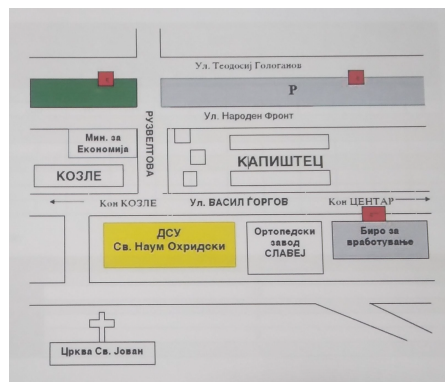 Ул. Теодосиј Гологанов
Р
Ул. Народен Фронт
РУЗВЕЛТОВА
Мин. за
Економија
КОЗЛЕ
КАПИШТЕЦ
Кон КОЗЛЕ
Ул. ВАСИЛ ЃОРГОВ
Кон ЦЕНТАР
ДСУ
Св. Наум Охридски
Ортопедски
завод
СЛАВЕЈ
Биро за
вработување
Црква Св. Јован